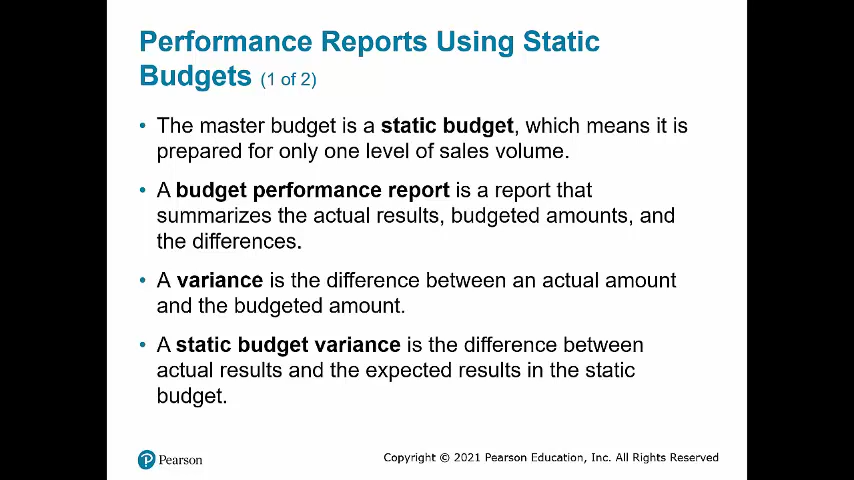 Performance Reports Using Static
Budgets (1 of 2)
• The master budget is a static budget, which means it is
prepared for only one level of sales volume.
• A budget performance report is a report that
summarizes the actual results, budgeted amounts, and
the differences.
• A variance is the difference between an actual amount
and the budgeted amount.
• A static budget variance is the difference between
actual results and the expected results in the static
budget.
Pearson
Copyright © 2021 Pearson Education, Inc. All Rights Reserved